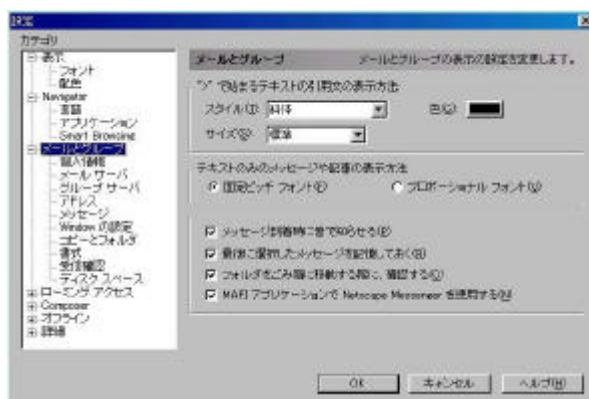 設定
カテゴリ
表示
フォント
配色
Navigator
言語
アプリケーション
Smart Browsing
メールとグループ
個人情報
メール サーバ
グループ サーバ
アドレス
メッセージ
Window の設定
コピーとフォルダ
書式
受信確認
ディスク スペース
ローミング アクセス
Composer
オフライン
詳細
メールとグループ メールとグループの表示の設定を変更します。
">" で始まるテキストの引用文の表示方法
スタイル(T): 斜体 色(C):
サイズ(S): 標準
テキストのみのメッセージや記事の表示方法
固定ピッチ フォント(F) プロポーショナル フォント(V)
メッセージ到着時に音で知らせる(P)
最後に選択したメッセージを記憶しておく(B)
フォルダをごみ箱に移動する際に、確認する(C)
MAPI アプリケーションで Netscape Messenger を使用する(N)
OK キャンセル ヘルプ(H)